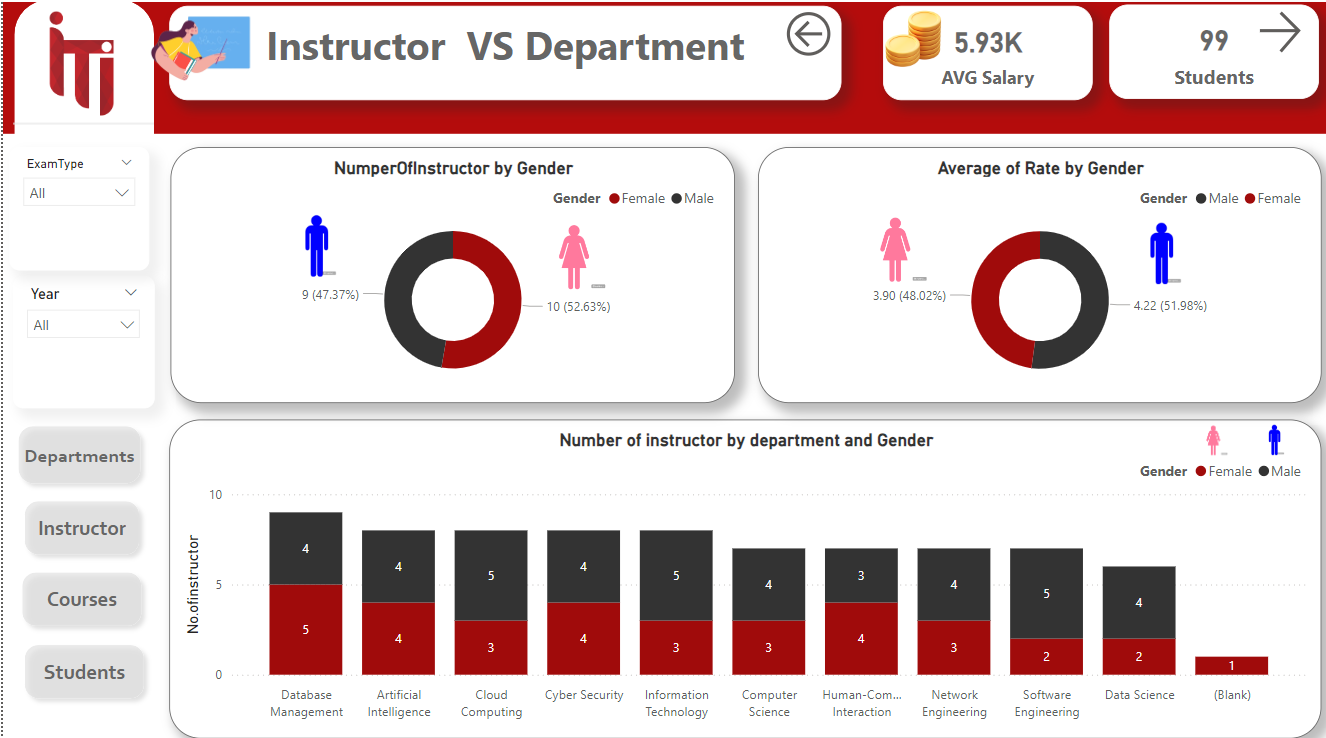 iTi
Instructor VS Department
5.93K
AVG Salary
99
Students
ExamType
All
Year
All
Departments
Instructor
Courses
Students
NumperOfInstructor by Gender
Gender Female Male
9 (47.37%)
10 (52.63%)
Average of Rate by Gender
Gender Male Female
3.90 (48.02%)
4.22 (51.98%)
Number of instructor by department and Gender
Gender Female Male
No.ofinstructor
10
5
0
4
5
4
4
5
3
4
4
5
3
4
3
3
4
4
3
5
2
4
2
1
Database
Management
Artificial
Intelligence
Cloud
Computing
Cyber Security
Information
Technology
Computer
Science
Human-Com...
Interaction
Network
Engineering
Software
Engineering
Data Science
(Blank)